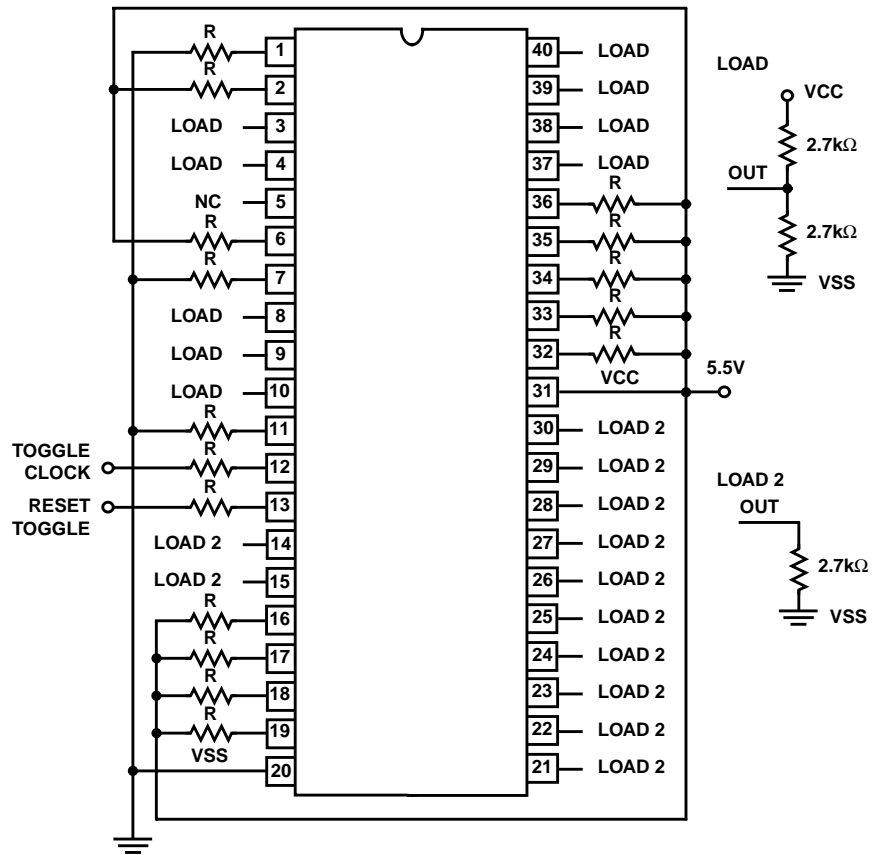 R
1
R
2
LOAD
3
LOAD
4
NC
5
R
6
R
7
LOAD
8
LOAD
9
LOAD
10
R
11
TOGGLE
CLOCK
R
12
RESET
TOGGLE
R
13
LOAD 2
14
LOAD 2
15
R
16
R
17
R
18
R
19
VSS
20
40
LOAD
39
LOAD
38
LOAD
37
LOAD
R
36
R
35
R
34
R
33
R
32
VCC
31
5.5V
30
LOAD 2
29
LOAD 2
28
LOAD 2
27
LOAD 2
26
LOAD 2
25
LOAD 2
24
LOAD 2
23
LOAD 2
22
LOAD 2
21
LOAD 2
LOAD
VCC
2.7kΩ
OUT
2.7kΩ
VSS
LOAD 2
OUT
2.7kΩ
VSS